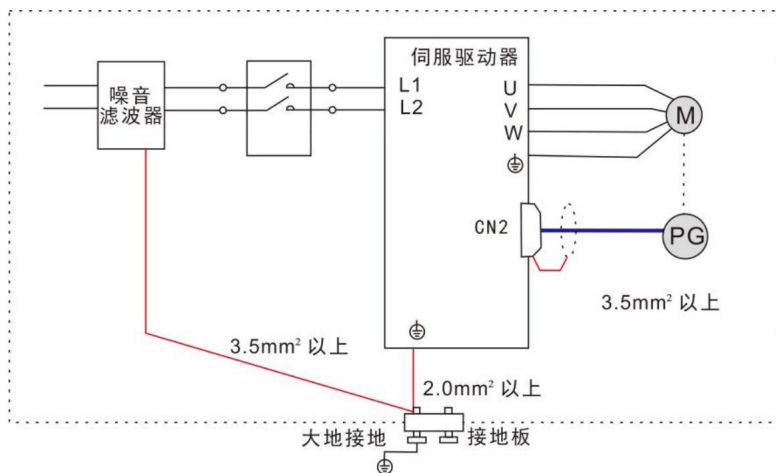 伺服驱动器
噪音
滤波器
L1
L2
U
V
W
M
CN2
PG
3.5mm² 以上
3.5mm² 以上
2.0mm² 以上
大地接地
接地板